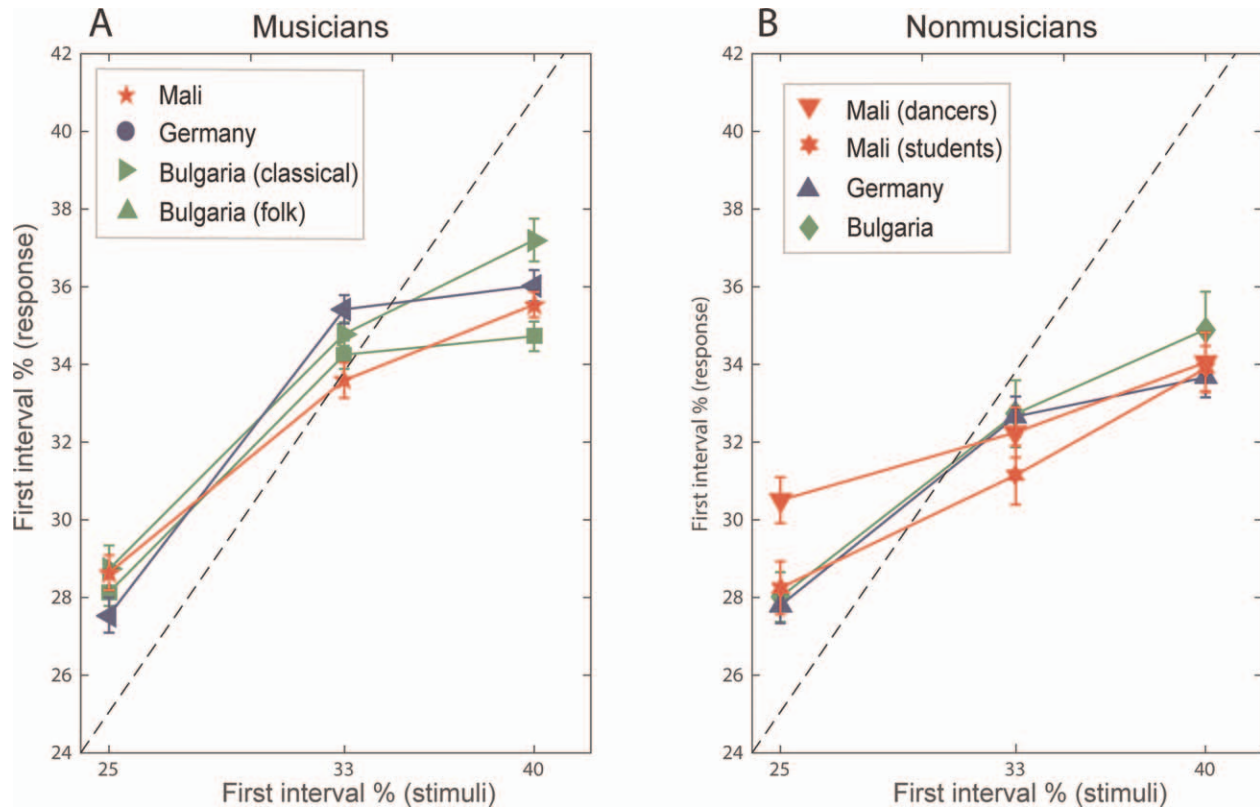 A
Musicians
42
40
38
36
34
32
30
28
26
24
First interval % (response)
Mali
Germany
Bulgaria (classical)
Bulgaria (folk)
25
33
40
First interval % (stimuli)
B
Nonmusicians
42
40
38
36
34
32
30
28
26
24
First interval % (response)
Mali (dancers)
Mali (students)
Germany
Bulgaria
25
33
40
First interval % (stimuli)